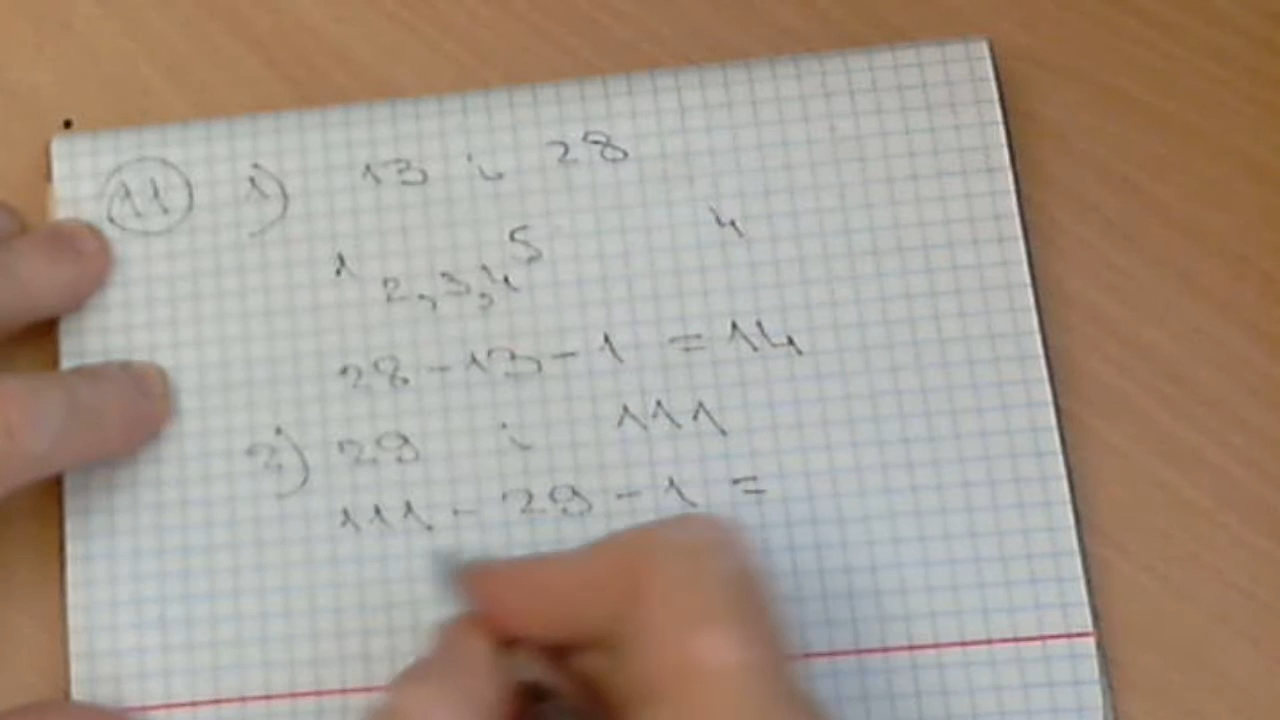 11 1) 13 і 28
1 2,3,4 5 4
28-13-1 =14
2) 29 і 111
111-29-1=